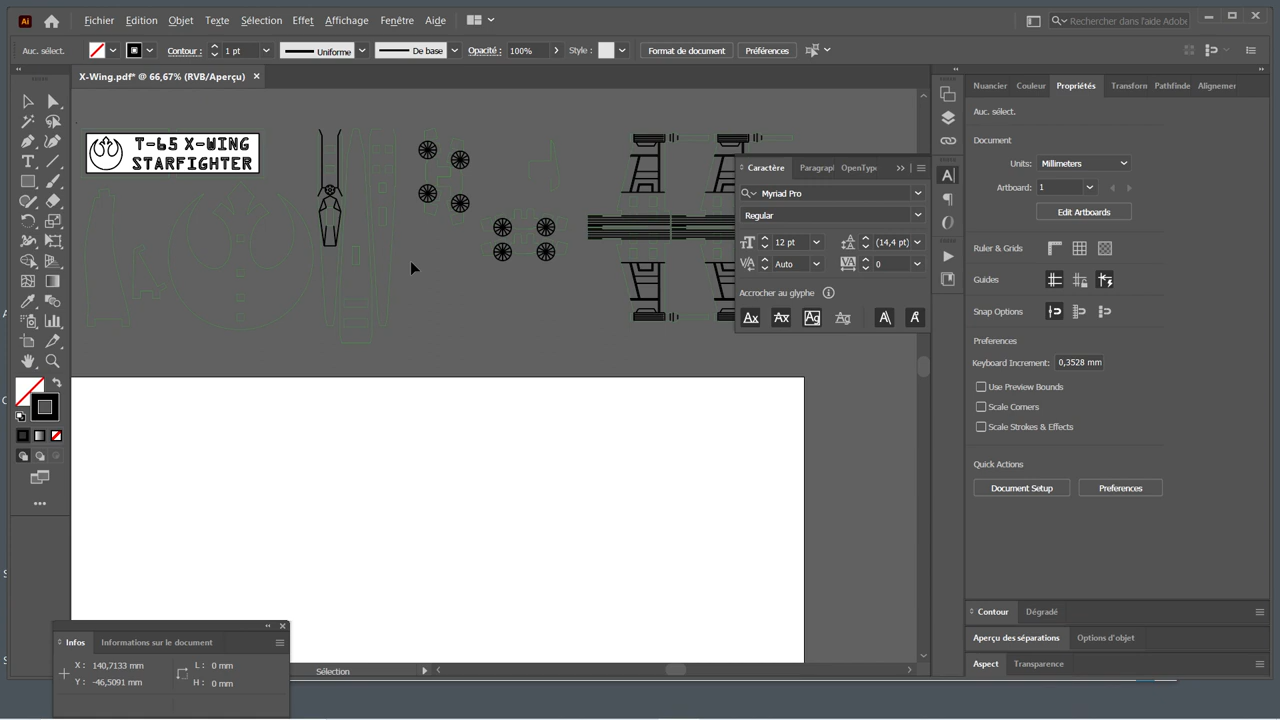 Ai Fichier Edition Objet Texte Sélection Effet Affichage Fenêtre Aide Rechercher dans l'aide Adobe
Auc. sélect. Contour : 1 pt Uniforme De base Opacité : 100% Style : Format de document Préférences
X-Wing.pdf* @ 66,67% (RVB/Aperçu)
T-65 X-WING
STARFIGHTER
Caractère Paragrapl OpenType
Myriad Pro
Regular
12 pt (14,4 pt)
Auto 0
Accrocher au glyphe
Nuancier Couleur Propriétés Transform Pathfinde Alignemer
Auc. sélect.
Document
Units: Millimeters
Artboard: 1
Edit Artboards
Ruler & Grids
Guides
Snap Options
Preferences
Keyboard Increment: 0,3528 mm
Use Preview Bounds
Scale Corners
Scale Strokes & Effects
Quick Actions
Document Setup Preferences
Contour Dégradé
Aperçu des séparations Options d'objet
Aspect Transparence
Infos Informations sur le document
X : 140,7133 mm L : 0 mm
Y : -46,5091 mm H : 0 mm
Sélection